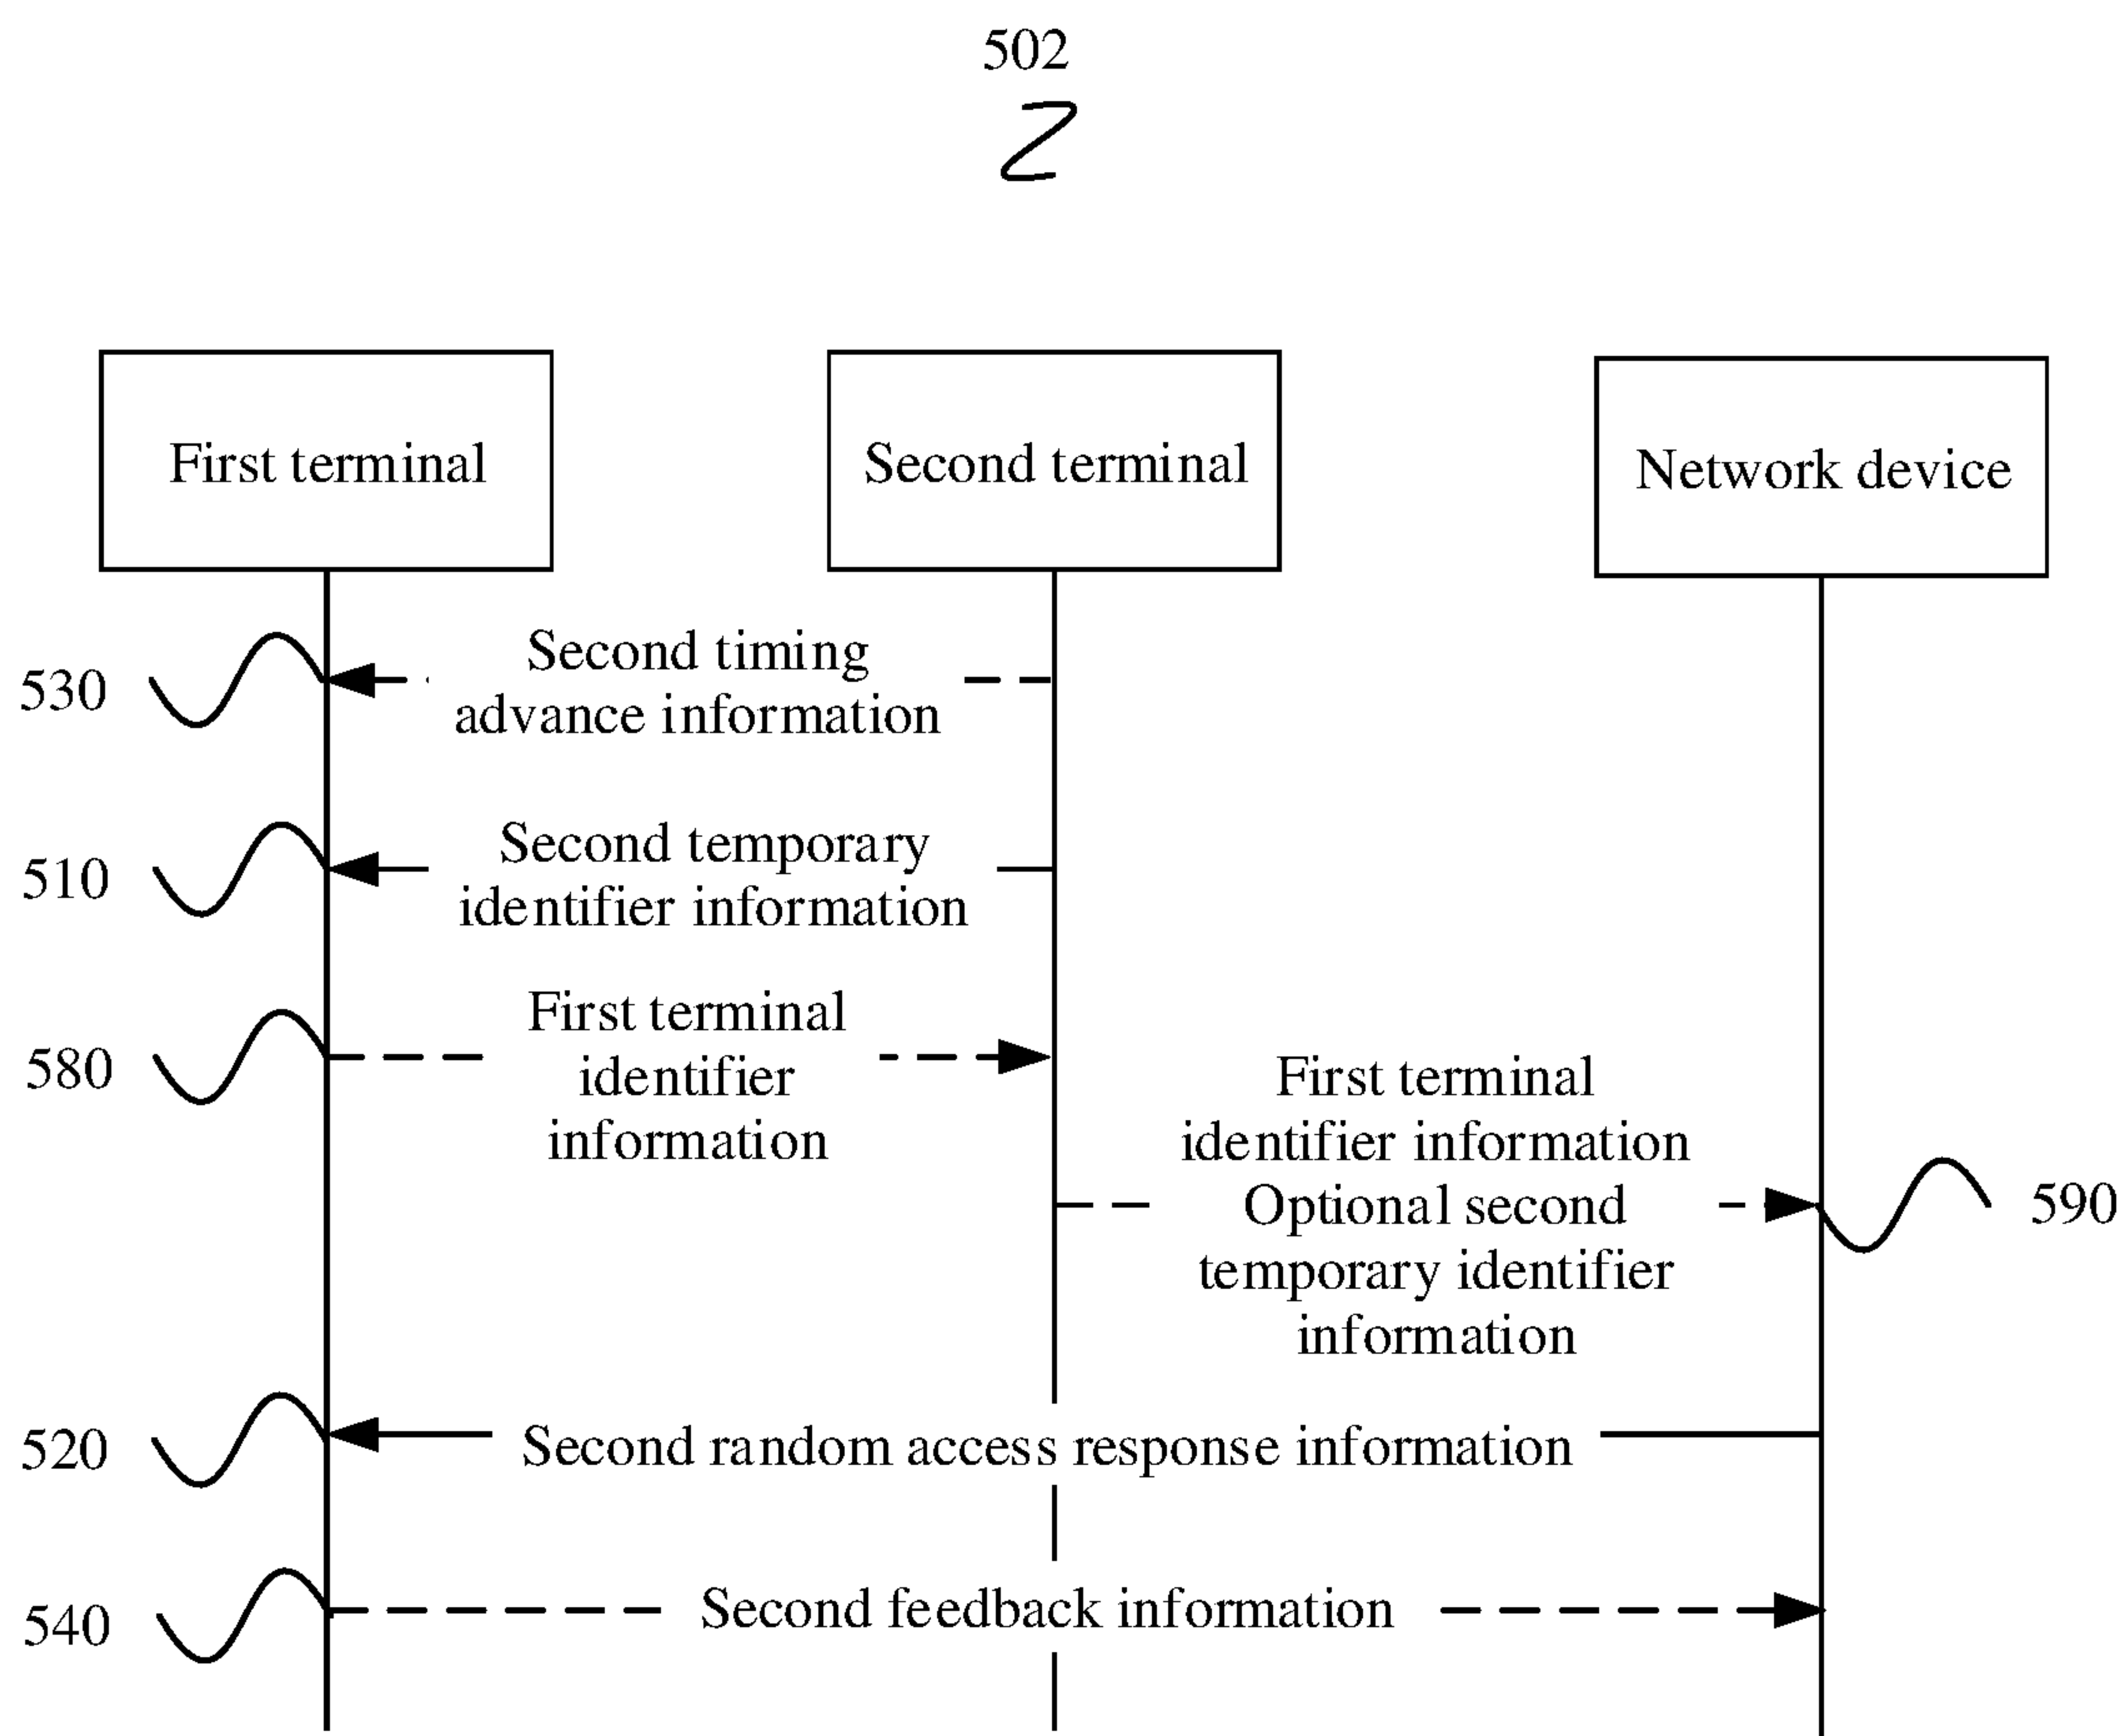 502
First terminal
Second terminal
Network device
530
Second timing
advance information
510
Second temporary
identifier information
580
First terminal
identifier
information
First terminal
identifier information
Optional second
temporary identifier
information
590
520
Second random access response information
540
Second feedback information